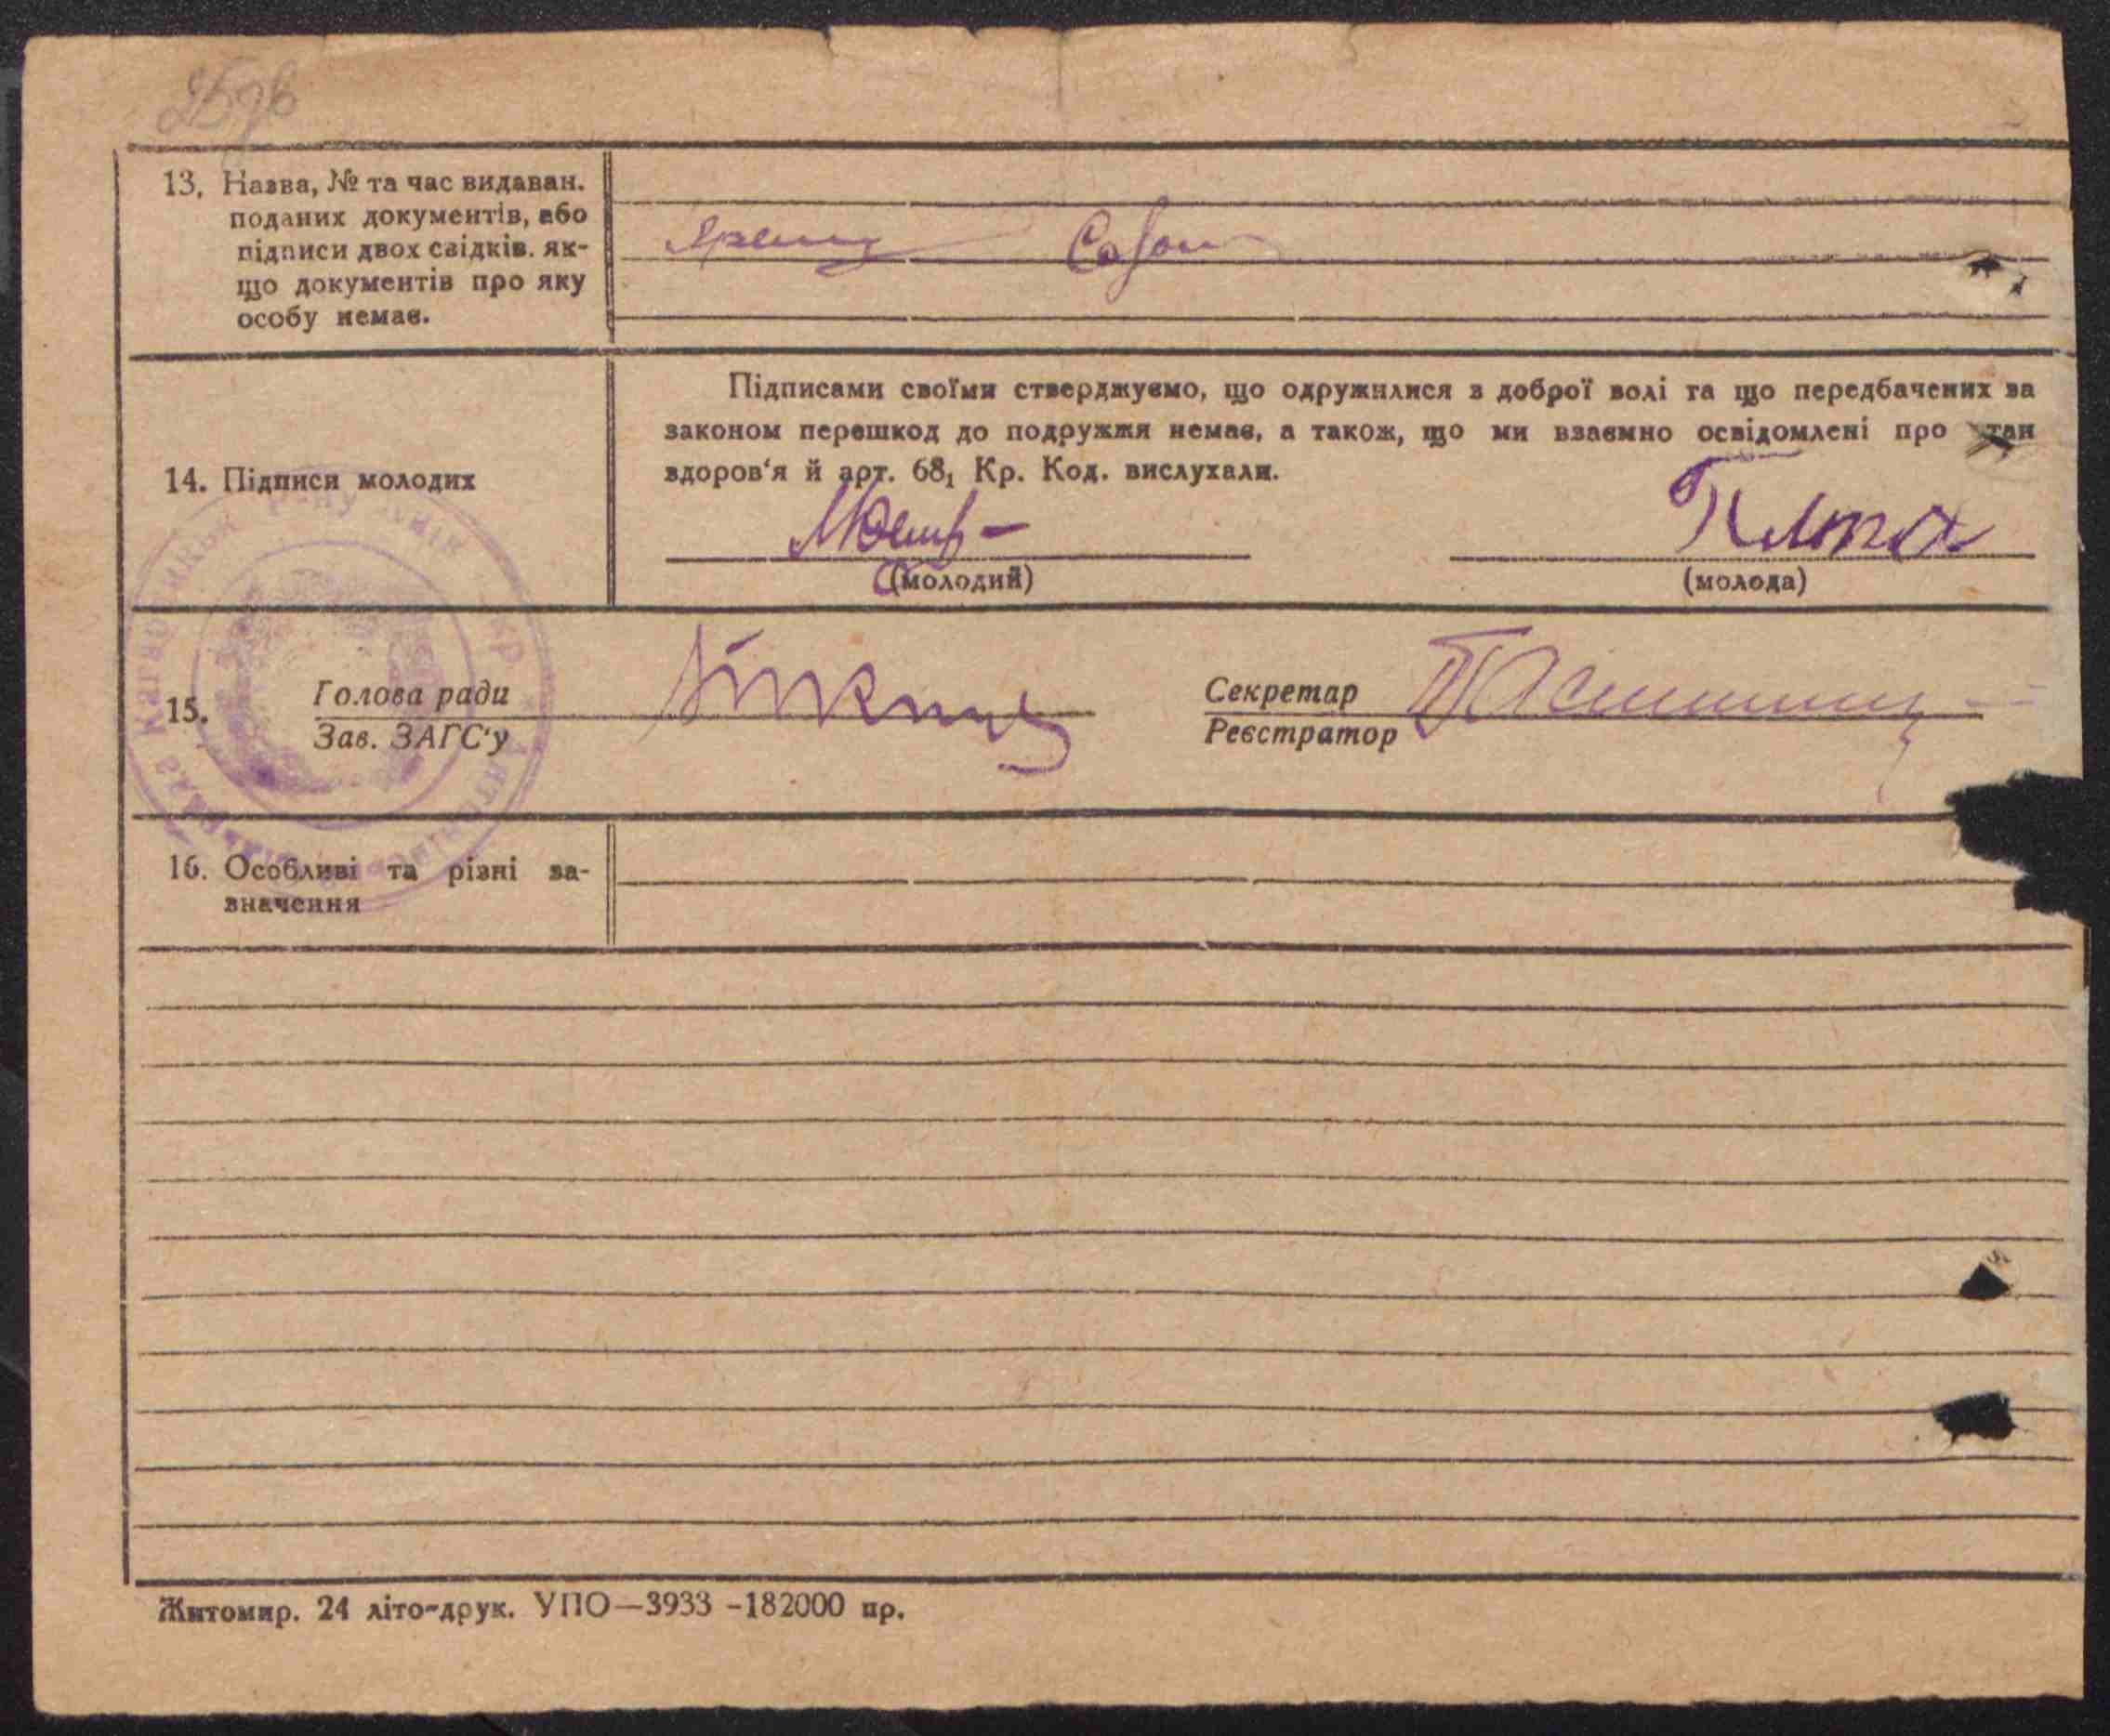 13. Назва, № та час видаван.
поданих документів, або
підписи двох свідків. як-
що документів про яку
особу немає.
Підписами своїми стверджуємо, що одружилися з доброї волі та що передбачених за
законом перешкод до подружжя немає, а також, що ми взаємно освідомлені про стан
здоров‘я й арт. 68₁ Кр. Код. вислухали.
14. Підписи молодих
(молодий)
(молода)
15.
Голова ради
Зав. ЗАГС‘у
Секретар
Реєстратор
16. Особливі та різні за-
значення
Житомир. 24 літо-друк. УПО—3933 -182000 пр.